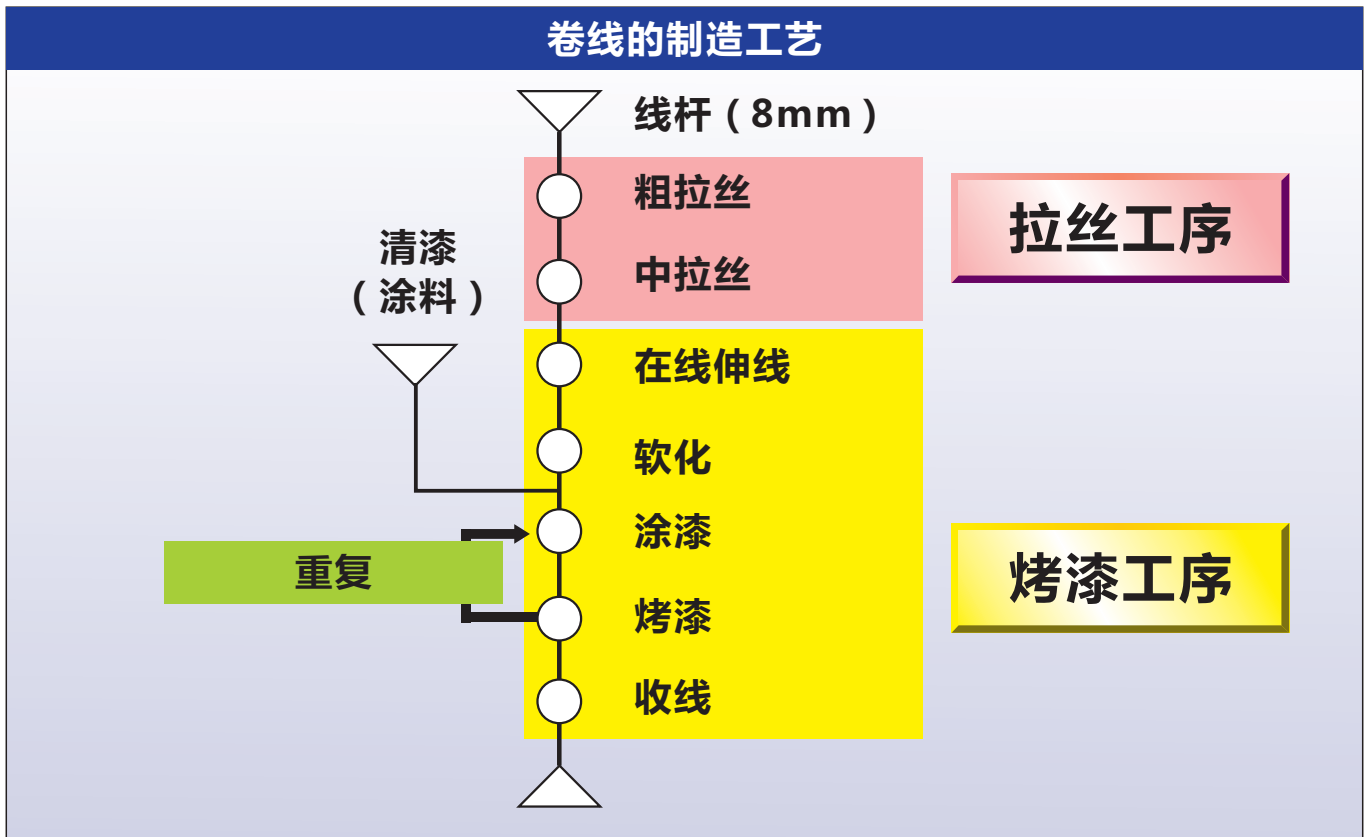 卷线的制造工艺
线杆（8mm）
粗拉丝
拉丝工序
中拉丝
清漆
（涂料）
在线伸线
软化
涂漆
重复
烤漆工序
烤漆
收线